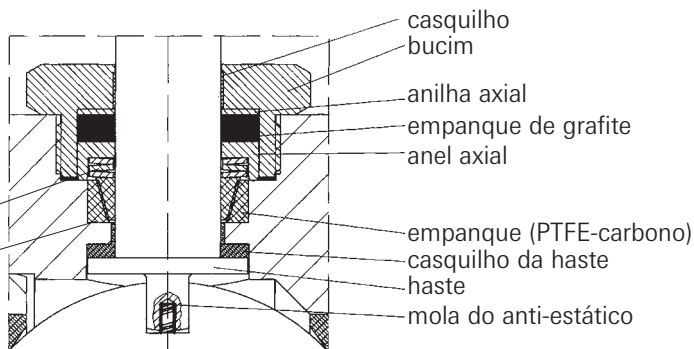 casquilho
bucim
anilha axial
empanque de grafite
anel axial
empanque (PTFE-carbono)
casquilho da haste
haste
mola do anti-estático